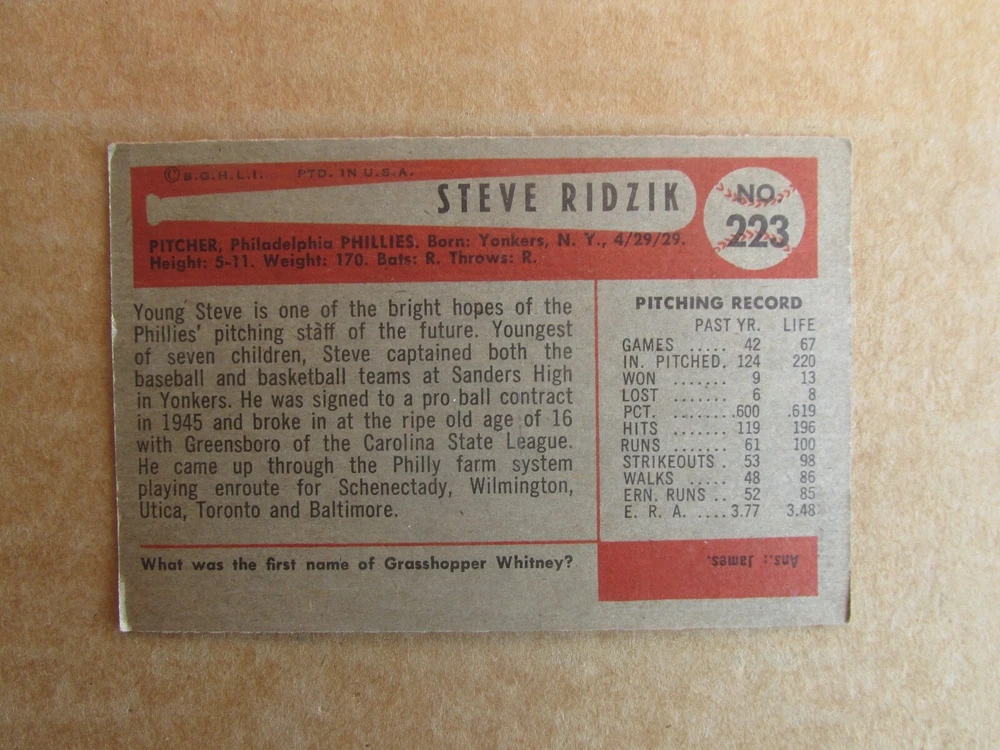 ©B.G.H.L.I. PTD. IN U.S.A.
STEVE RIDZIK
NO.
223
PITCHER, Philadelphia PHILLIES. Born: Yonkers, N. Y., 4/29/29.
Height: 5-11. Weight: 170. Bats: R. Throws: R.
Young Steve is one of the bright hopes of the
Phillies' pitching staff of the future. Youngest
of seven children, Steve captained both the
baseball and basketball teams at Sanders High
in Yonkers. He was signed to a pro ball contract
in 1945 and broke in at the ripe old age of 16
with Greensboro of the Carolina State League.
He came up through the Philly farm system
playing enroute for Schenectady, Wilmington,
Utica, Toronto and Baltimore.
PITCHING RECORD
PAST YR. LIFE
GAMES ..... 42 67
IN. PITCHED. 124 220
WON ....... 9 13
LOST ....... 6 8
PCT. ........600 .619
HITS ....... 119 196
RUNS ....... 61 100
STRIKEOUTS . 53 98
WALKS ..... 48 86
ERN. RUNS .. 52 85
E. R. A. ....3.77 3.48
What was the first name of Grasshopper Whitney?
Ans.: James.